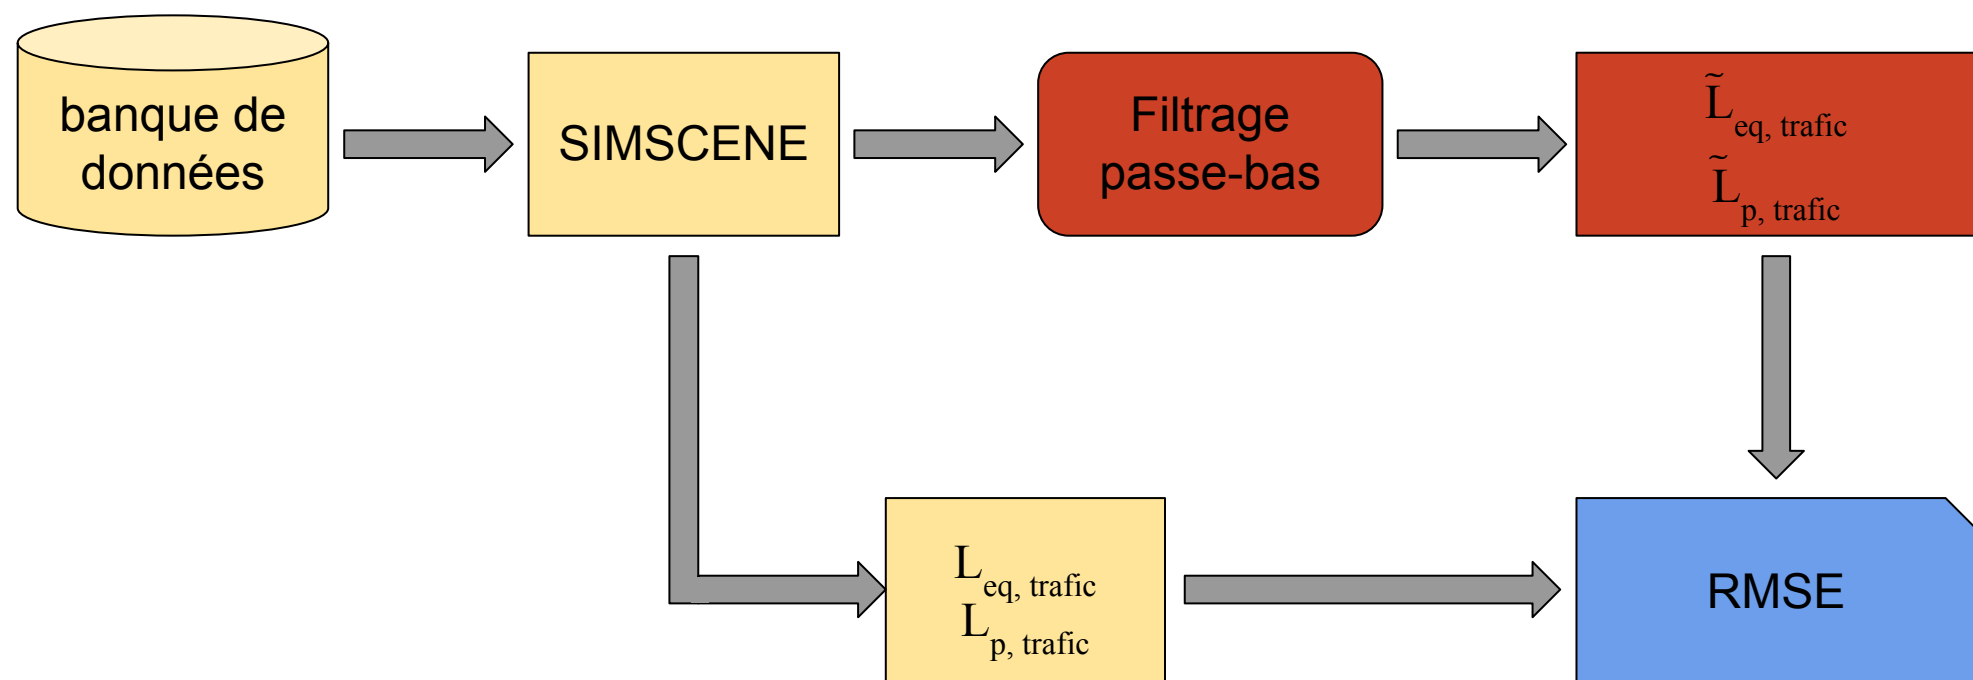 banque de
données
SIMSCENE
Filtrage
passe-bas
L̃eq, trafic
L̃p, trafic
Leq, trafic
Lp, trafic
RMSE